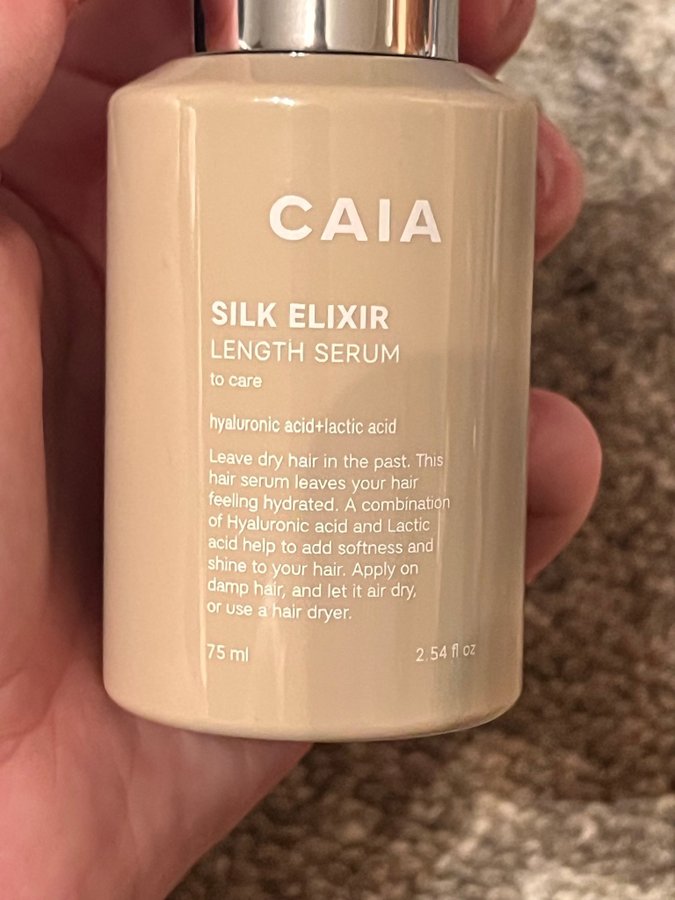 CAIA
SILK ELIXIR
LENGTH SERUM
to care
hyaluronic acid+lactic acid
Leave dry hair in the past. This
hair serum leaves your hair
feeling hydrated. A combination
of Hyaluronic acid and Lactic
acid help to add softness and
shine to your hair. Apply on
damp hair, and let it air dry,
or use a hair dryer.
75 ml 2.54 fl oz